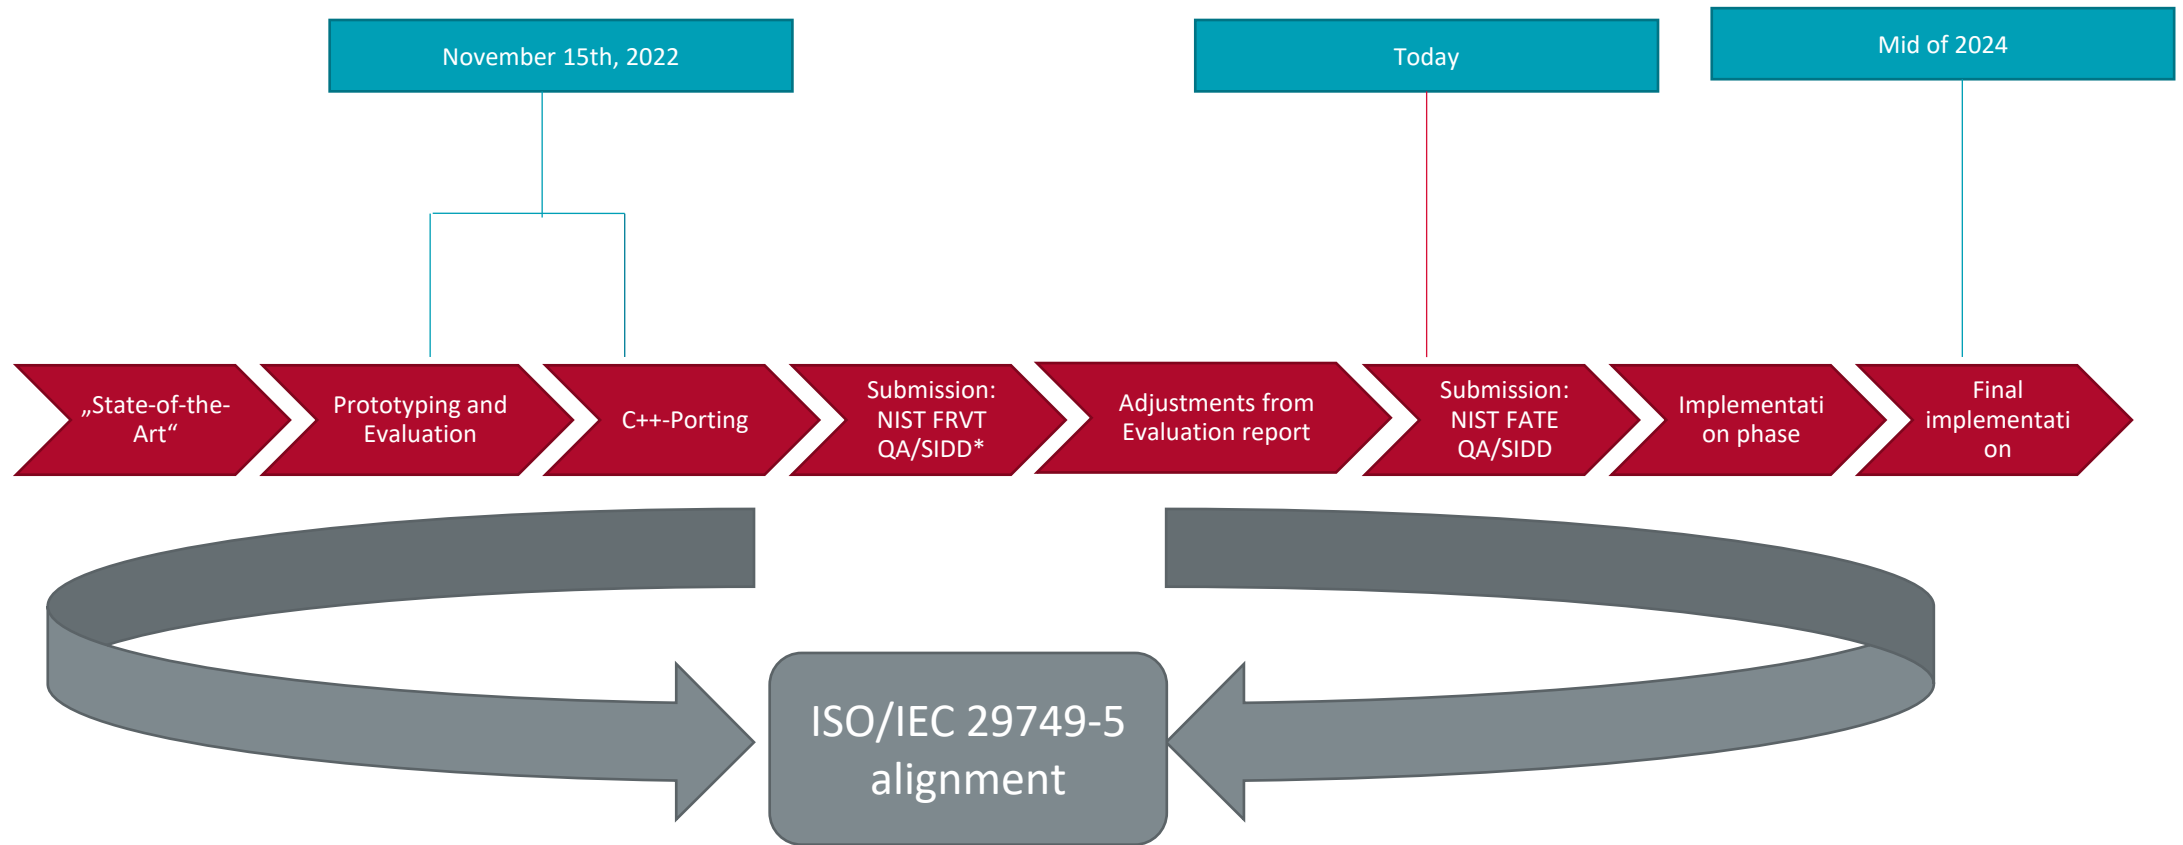 November 15th, 2022
Today
Mid of 2024
„State-of-the-
Art“
Prototyping and
Evaluation
C++-Porting
Submission:
NIST FRVT
QA/SIDD*
Adjustments from
Evaluation report
Submission:
NIST FATE
QA/SIDD
Implementati
on phase
Final
implementati
on
ISO/IEC 29749-5
alignment